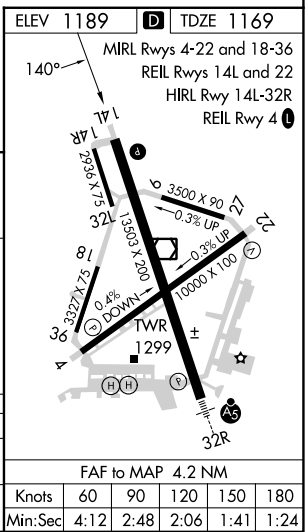 ELEV 1189 D TDZE 1169
MIRL Rwys 4-22 and 18-36
REIL Rwys 14L and 22
HIRL Rwy 14L-32R
REIL Rwy 4 L
140°
14L
14R
2936 X 75
32L
P
9
3500 X 90
0.3% UP
27
22
13503 X 200
0.3% UP
V
10000 X 100
18
3327 X 75
0.4%
DOWN
P
36
4
TWR
1299
±
H H
P
A5
32R
FAF to MAP 4.2 NM
Knots 60 90 120 150 180
Min:Sec 4:12 2:48 2:06 1:41 1:24